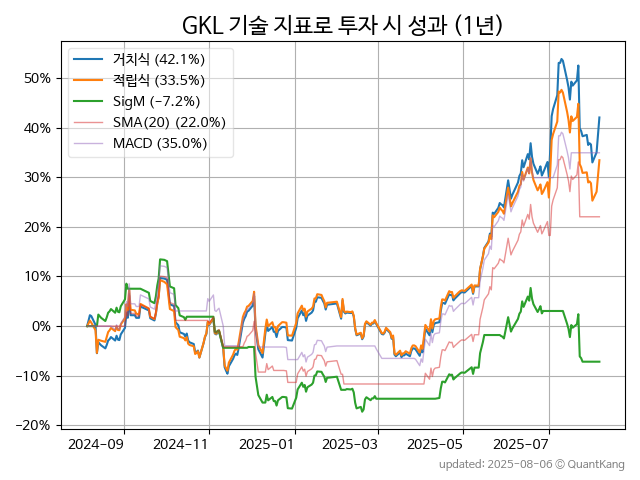 GKL 기술 지표로 투자 시 성과 (1년)
거치식 (42.1%)
적립식 (33.5%)
SigM (−7.2%)
SMA(20) (22.0%)
MACD (35.0%)
50%
40%
30%
20%
10%
0%
−10%
−20%
2024-09
2024-11
2025-01
2025-03
2025-05
2025-07
updated: 2025-08-06 © QuantKang